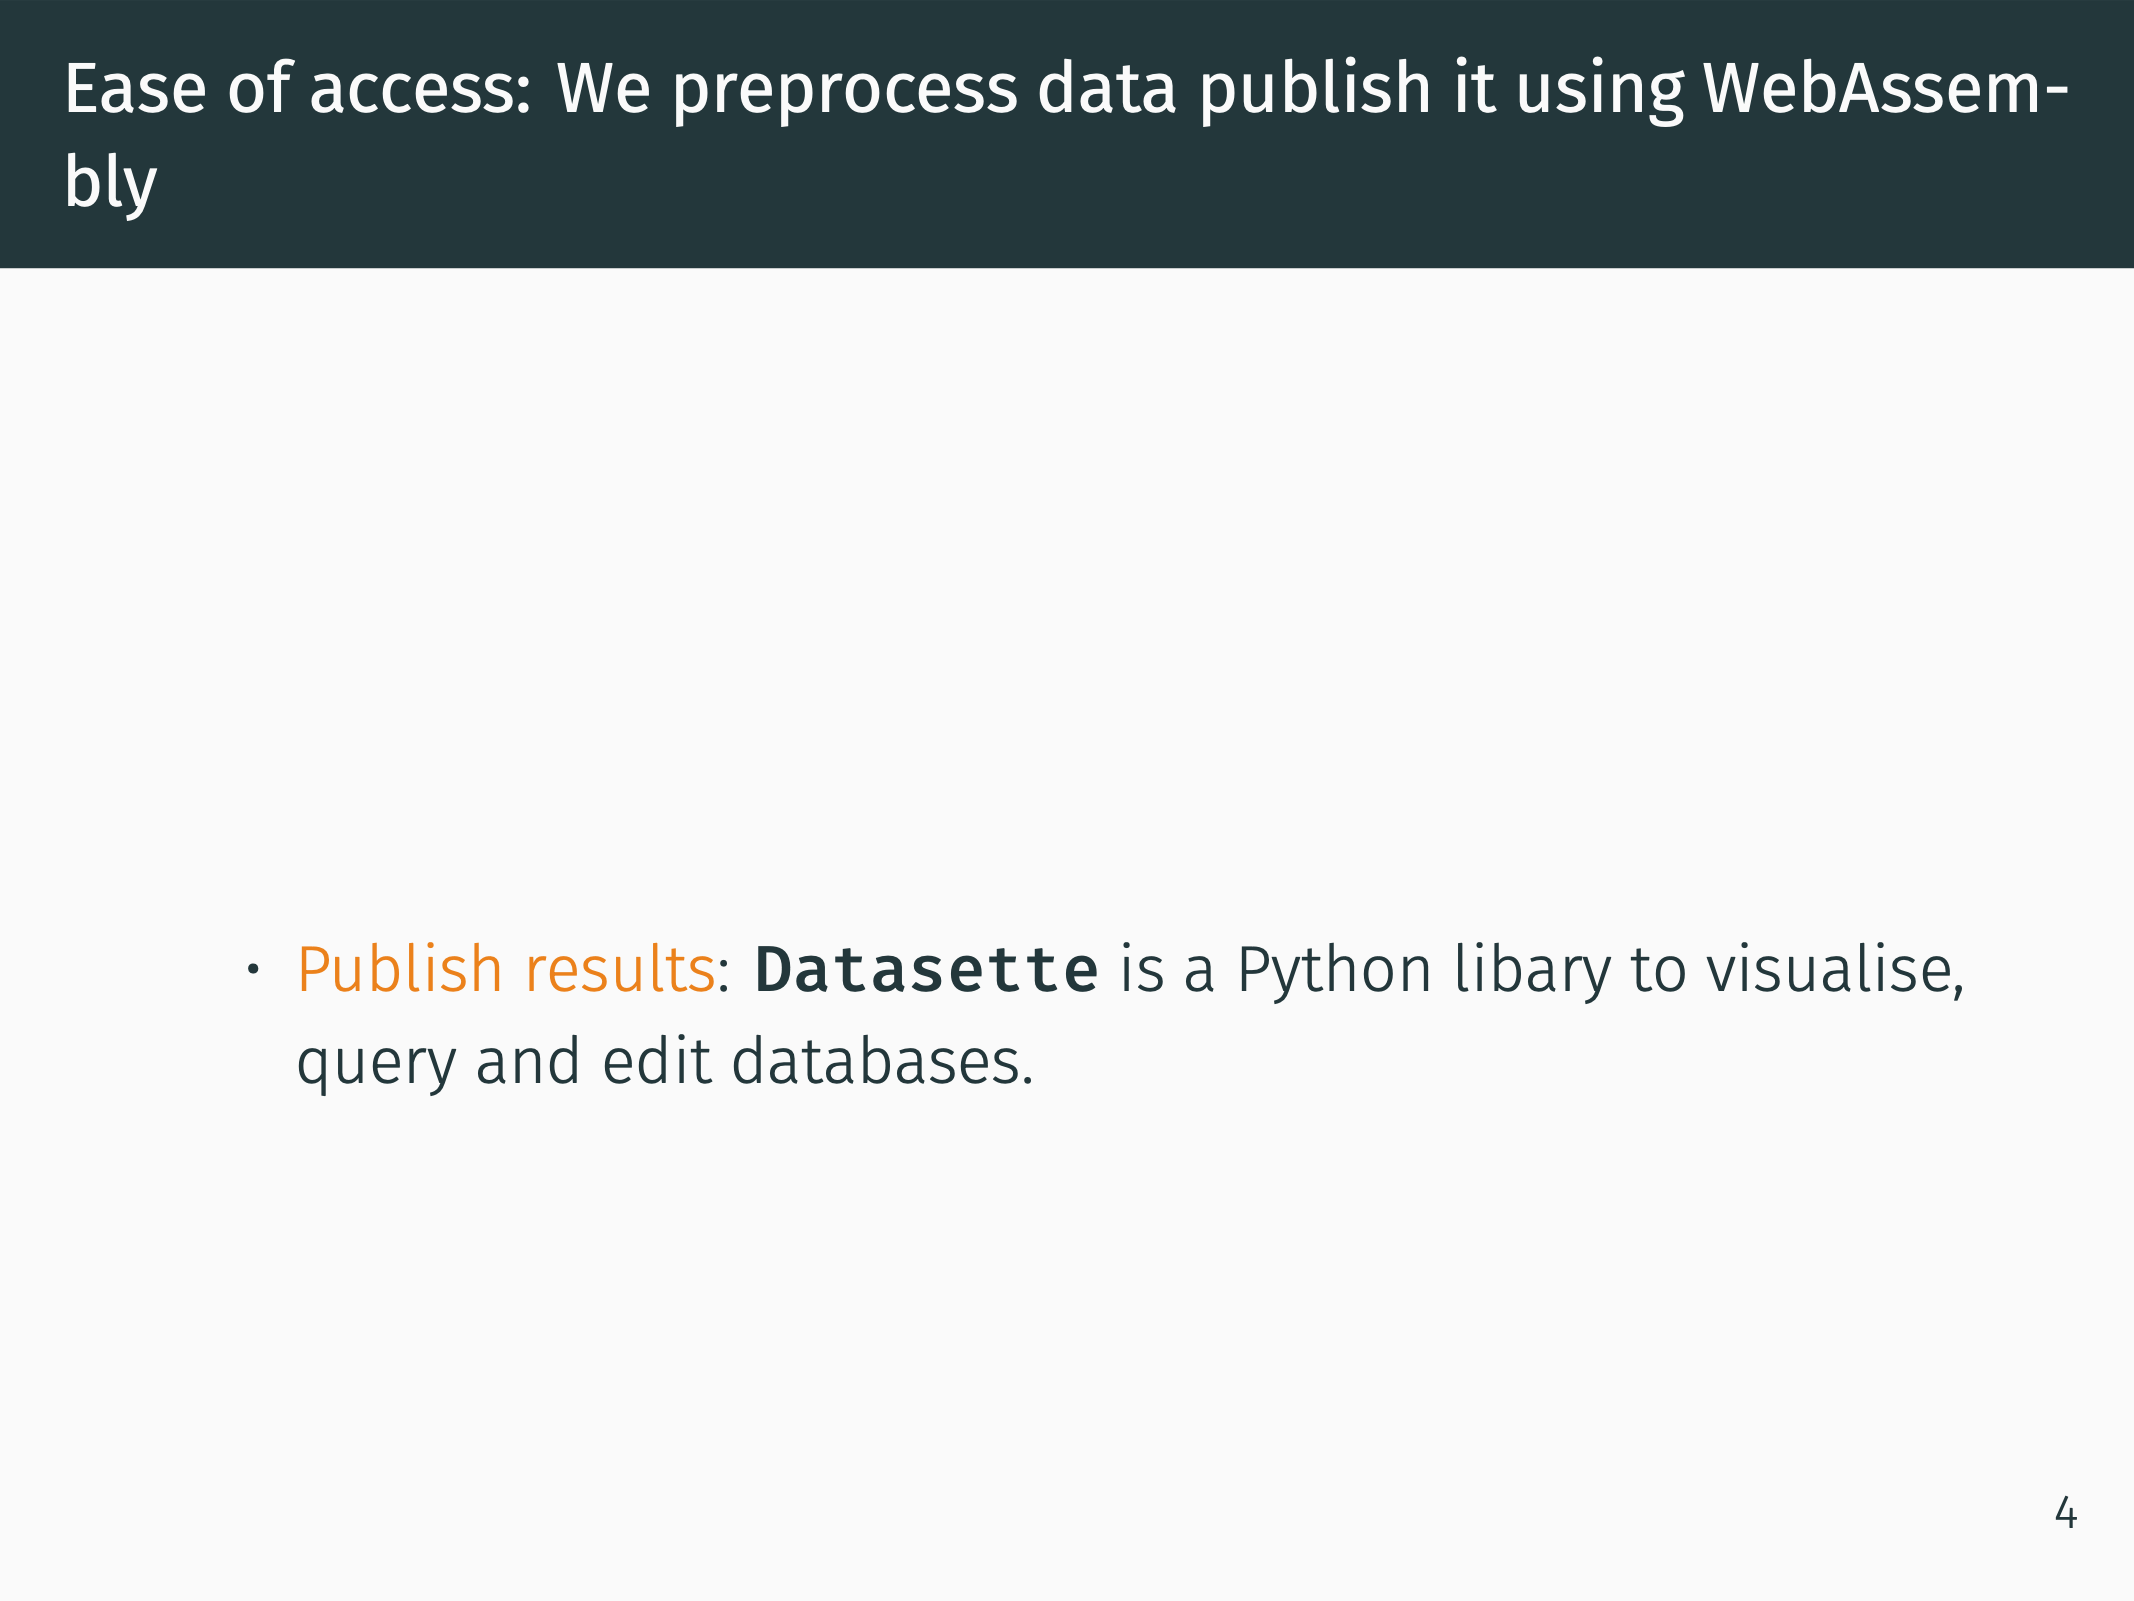 Ease of access: We preprocess data publish it using WebAssem-
bly
• Publish results: Datasette is a Python libary to visualise,
query and edit databases.
4